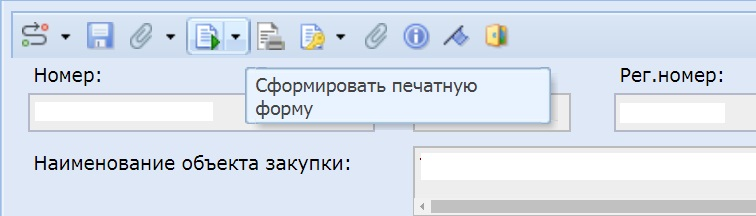 Номер:
Рег.номер:
Сформировать печатную
форму
Наименование объекта закупки: